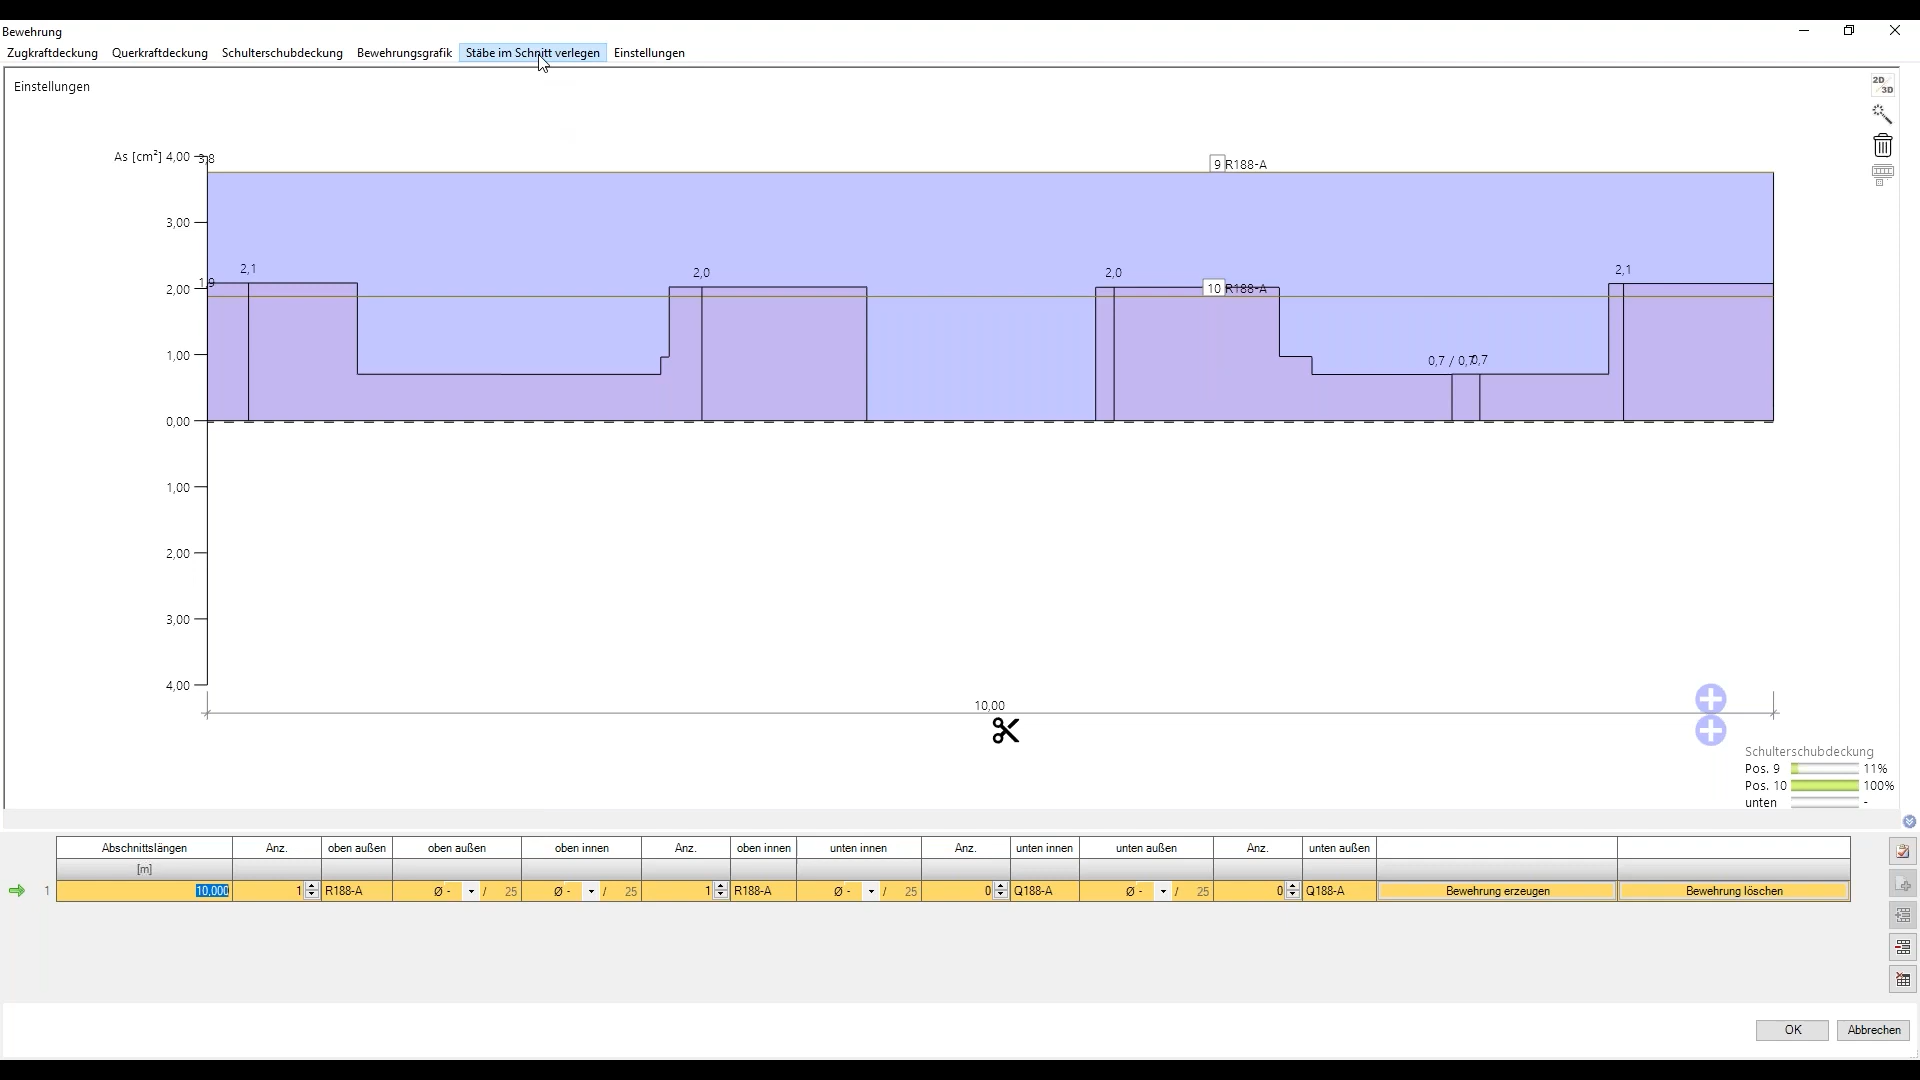 Bewehrung
Zugkraftdeckung Querkraftdeckung Schulterschubdeckung Bewehrungsgrafik Stäbe im Schnitt verlegen Einstellungen
Einstellungen
2D/3D
As [cm²] 4,00 3,8
9 R188-A
3,00
2,1 2,0 2,0 2,1
1,9
2,00 10 R188-A
1,00 0,7 / 0,7 0,7
0,00
1,00
2,00
3,00
4,00
10,00
Schulterschubdeckung
Pos. 9 11%
Pos. 10 100%
unten -
Abschnittslängen Anz. oben außen oben außen oben innen Anz. oben innen unten innen Anz. unten innen unten außen Anz. unten außen
[m]
1 10,000 1 R188-A Ø - / 25 Ø - / 25 1 R188-A Ø - / 25 0 Q188-A Ø - / 25 0 Q188-A Bewehrung erzeugen Bewehrung löschen
OK Abbrechen